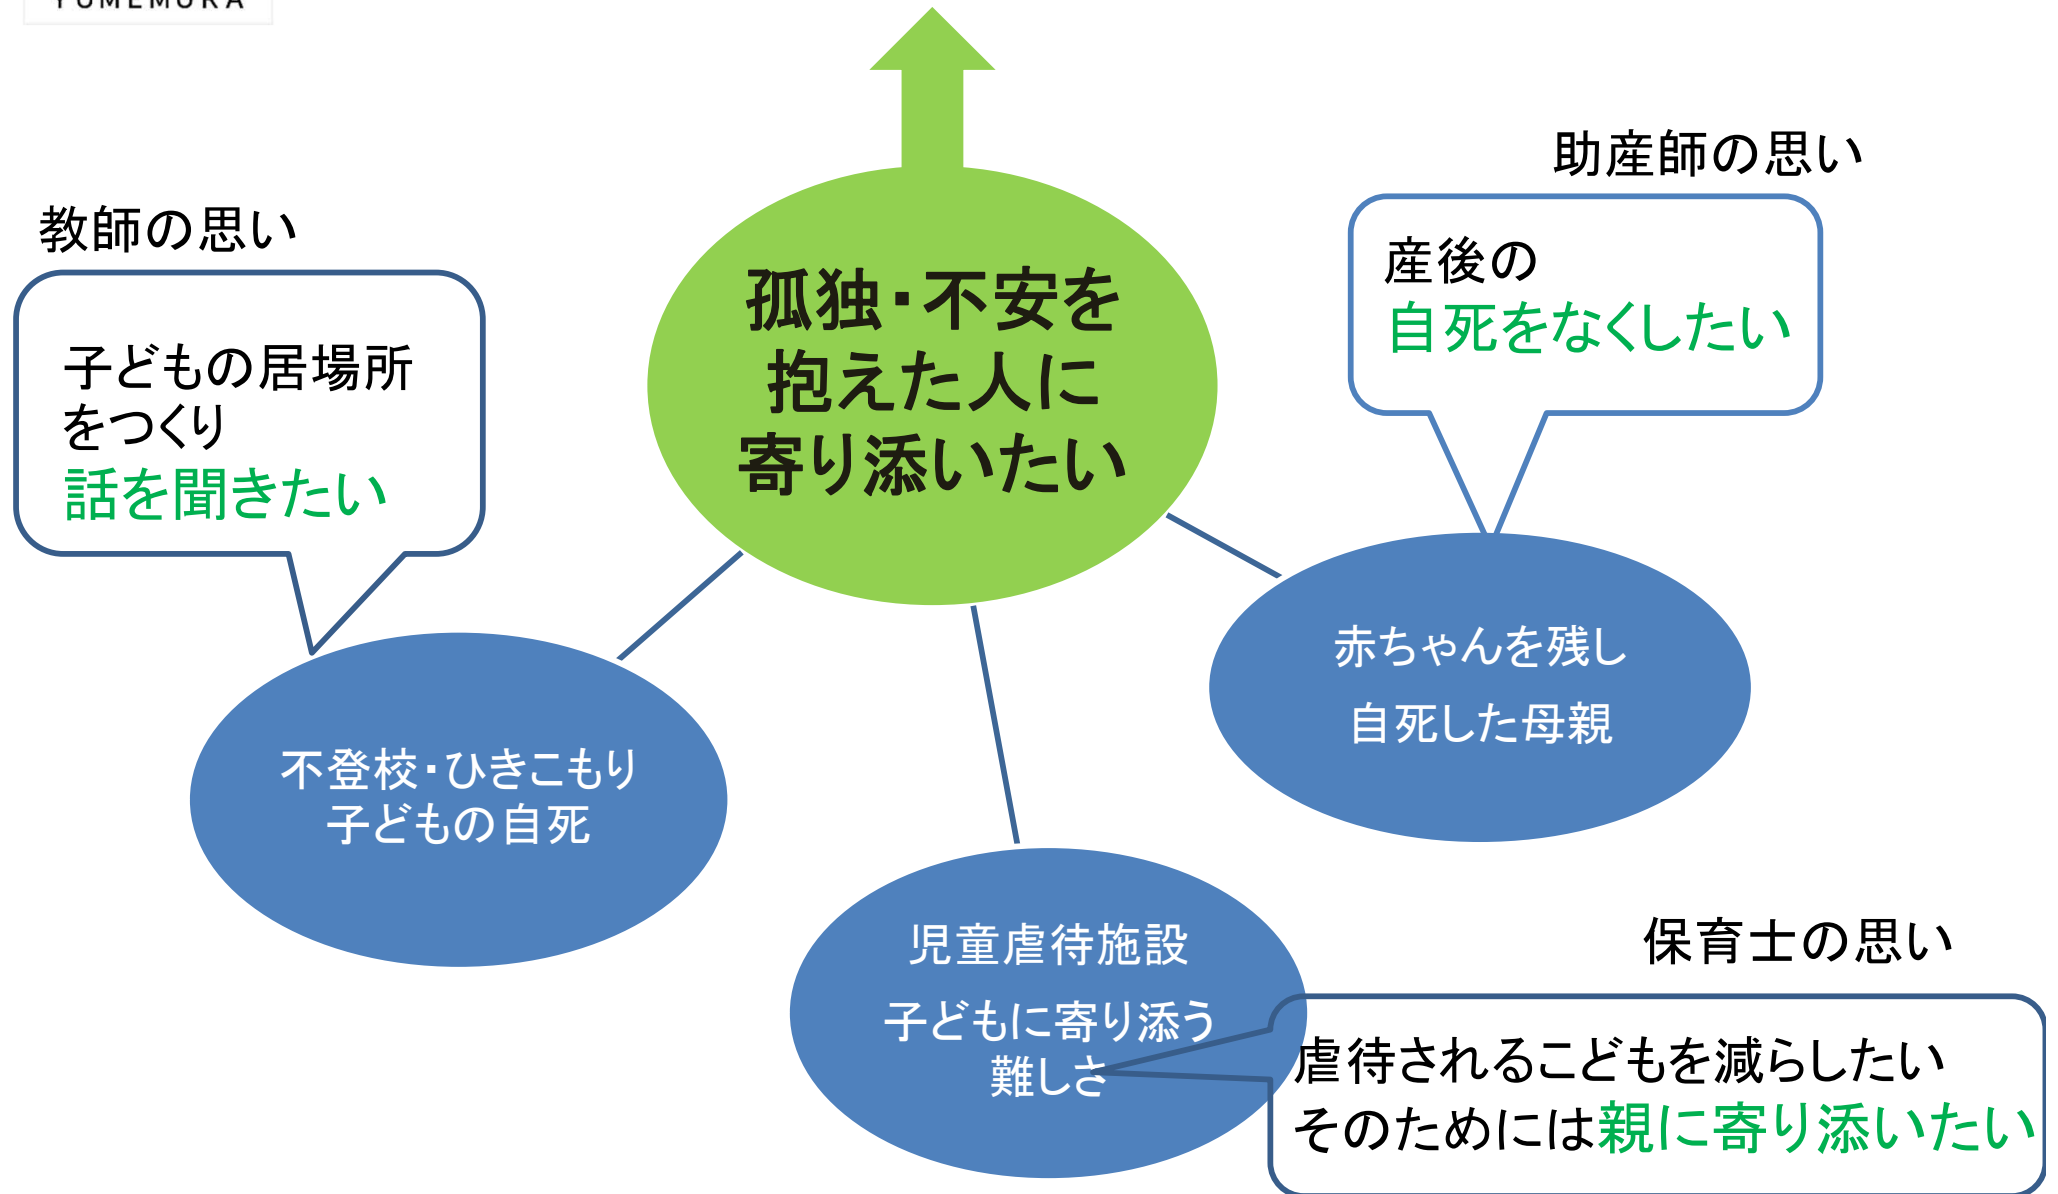 YUMEMURA
教師の思い
子どもの居場所
をつくり
話を聞きたい
孤独・不安を
抱えた人に
寄り添いたい
助産師の思い
産後の
自死をなくしたい
赤ちゃんを残し
自死した母親
不登校・ひきこもり
子どもの自死
児童虐待施設
子どもに寄り添う
難しさ
保育士の思い
虐待されるこどもを減らしたい
そのためには親に寄り添いたい